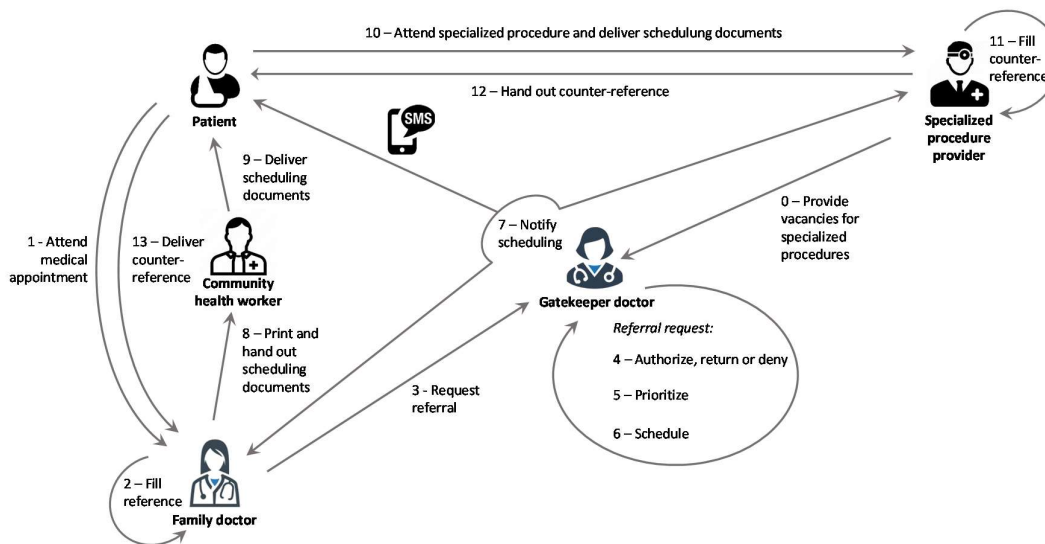 10 – Attend specialized procedure and deliver schedulung documents
11 – Fill
counter-
reference
12 – Hand out counter-reference
SMS
Patient
Specialized
procedure
provider
9 – Deliver
scheduling
documents
0 – Provide
vacancies for
specialized
procedures
7 – Notify
scheduling
1 - Attend
medical
appointment
13 – Deliver
counter-
reference
Community
health worker
Gatekeeper doctor
8 – Print and
hand out
scheduling
documents
Referral request:
4 – Authorize, return or deny
5 – Prioritize
6 – Schedule
3 - Request
referral
2 – Fill
reference
Family doctor